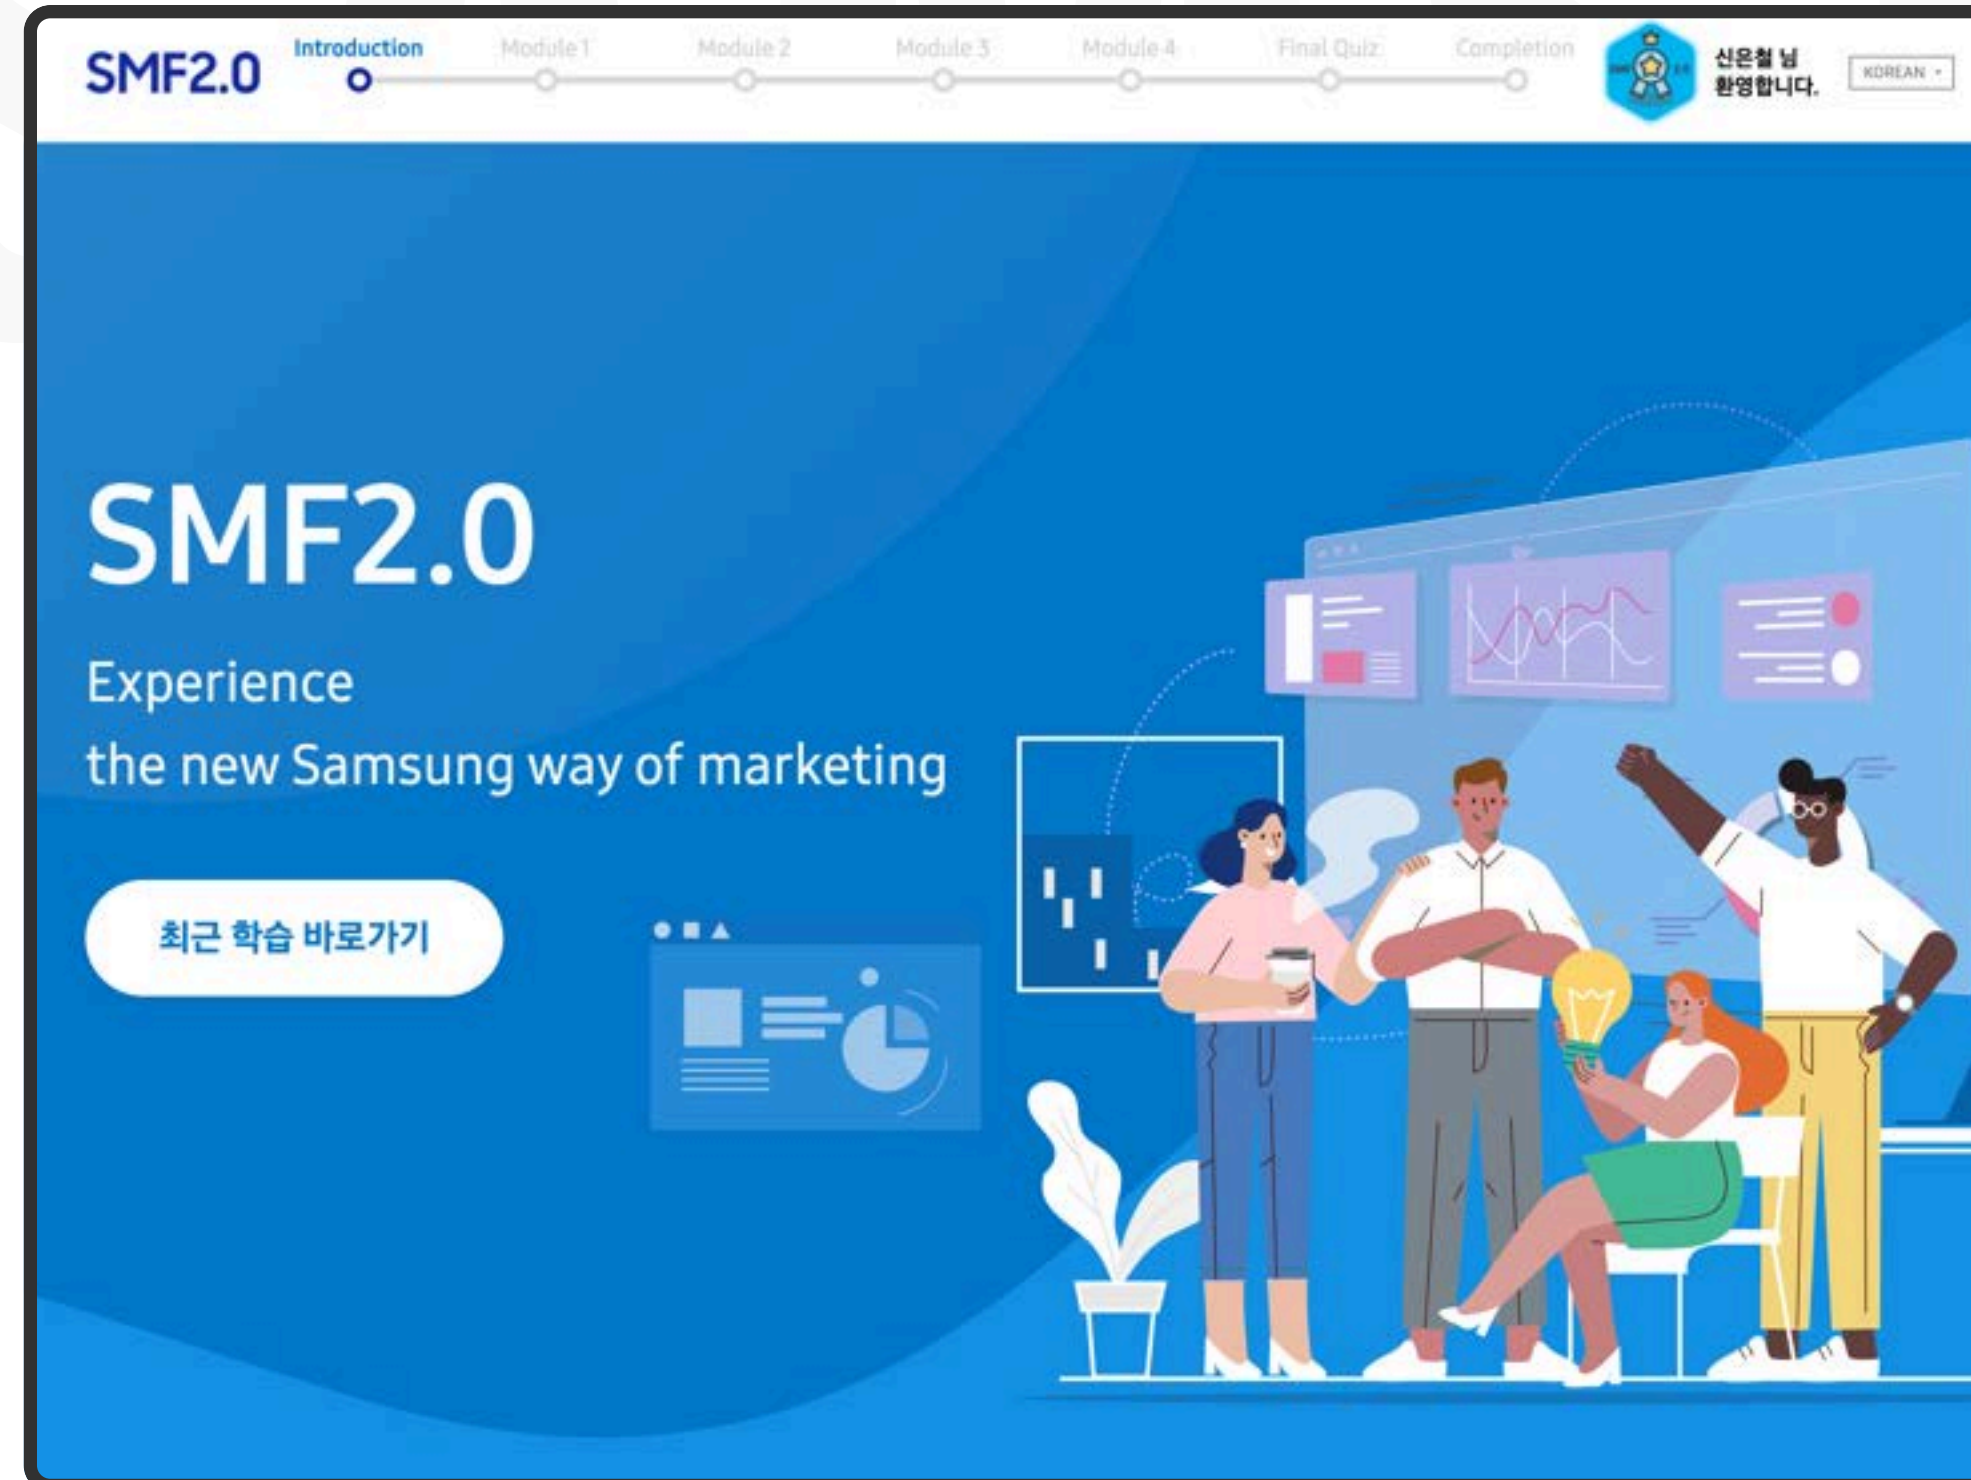 SMF2.0
Introduction
Module 1
Module 2
Module 3
Module 4
Final Quiz
Completion
신은철 님
환영합니다.
KOREAN
SMF2.0
Experience
the new Samsung way of marketing
최근 학습 바로가기